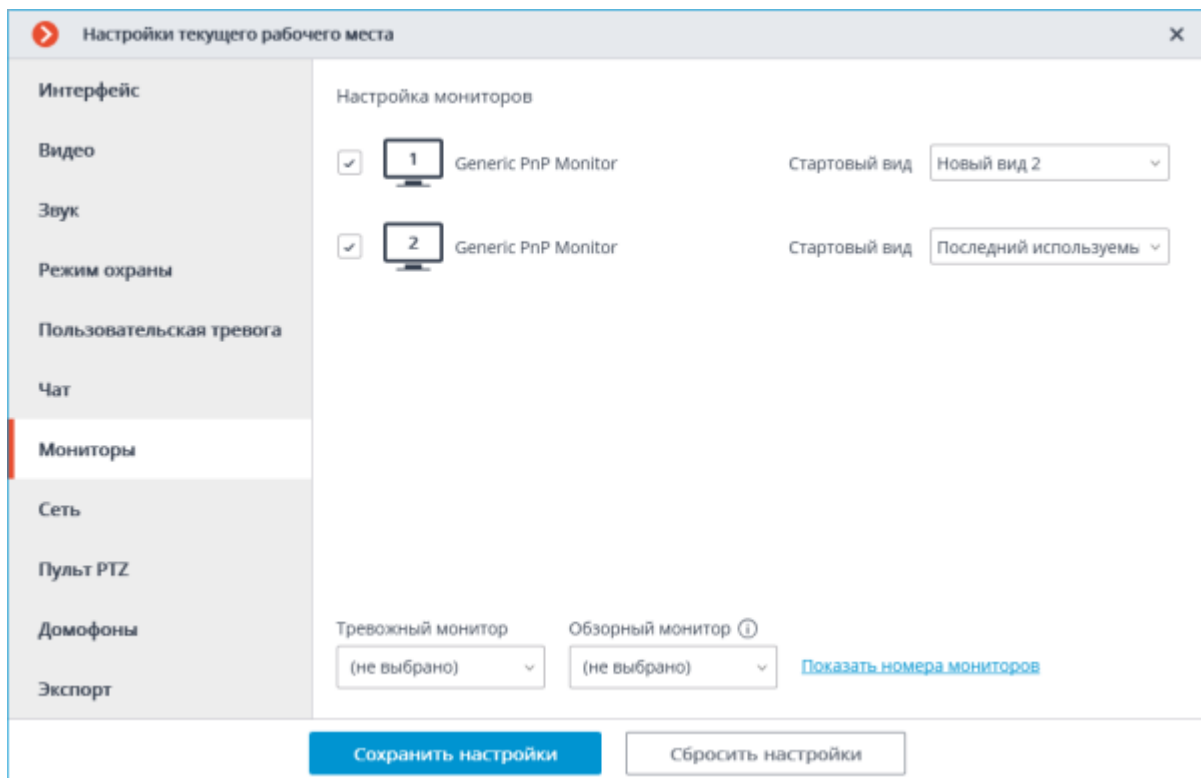 Настройки текущего рабочего места
Интерфейс
Видео
Звук
Режим охраны
Пользовательская тревога
Чат
Мониторы
Сеть
Пульт PTZ
Домофоны
Экспорт
Настройка мониторов
1 Generic PnP Monitor Стартовый вид Новый вид 2
2 Generic PnP Monitor Стартовый вид Последний используемы
Тревожный монитор Обзорный монитор
(не выбрано) (не выбрано) Показать номера мониторов
Сохранить настройки Сбросить настройки